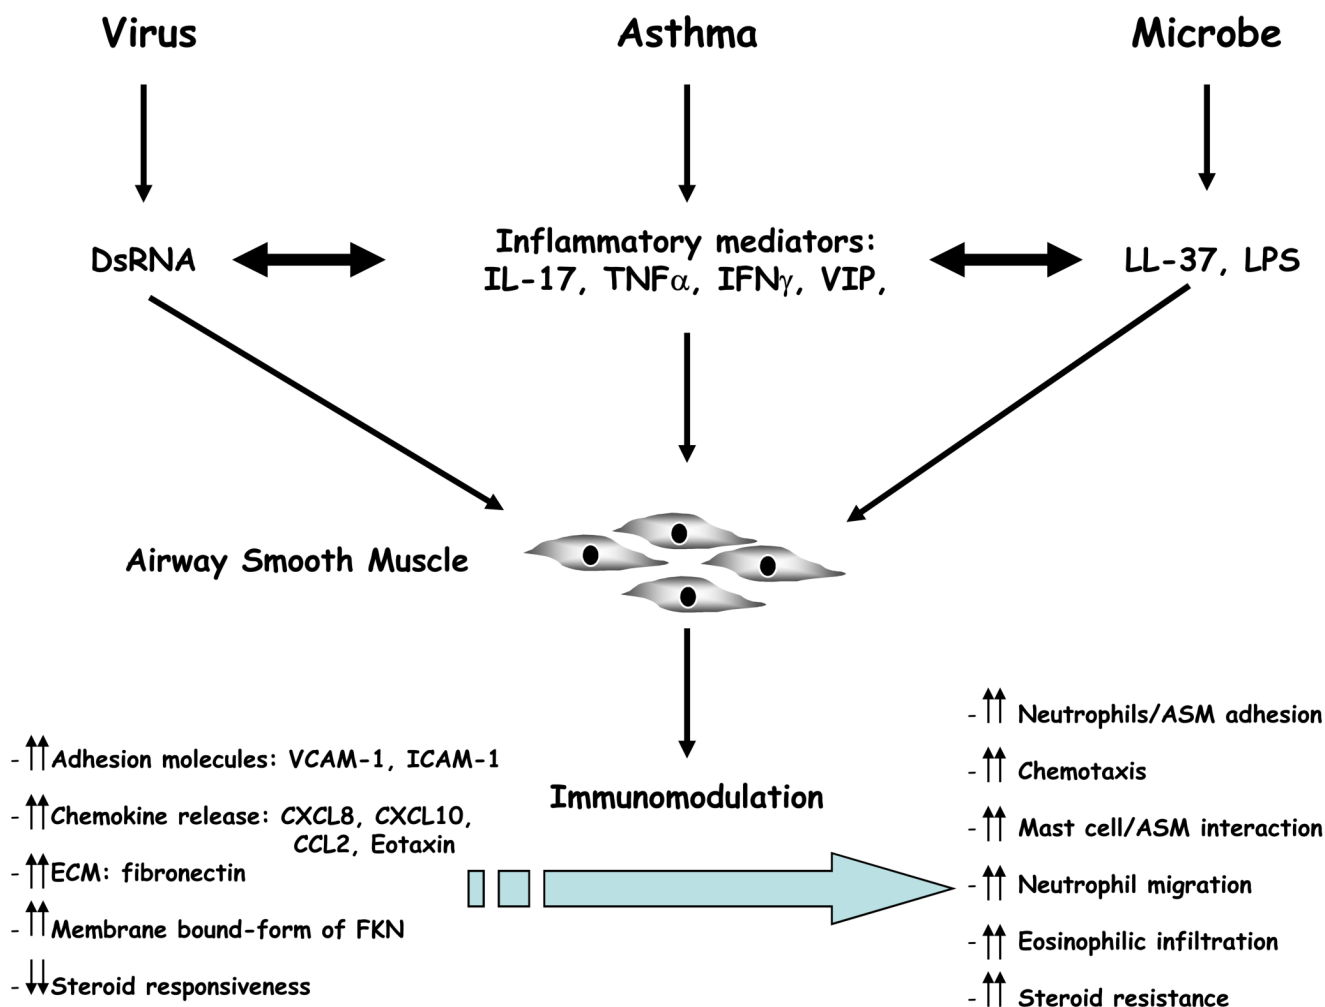 Virus
Asthma
Microbe
DsRNA
Inflammatory mediators:
IL-17, TNFα, IFNγ, VIP,
LL-37, LPS
Airway Smooth Muscle
Immunomodulation
- ↑↑ Adhesion molecules: VCAM-1, ICAM-1
- ↑↑ Chemokine release: CXCL8, CXCL10,
CCL2, Eotaxin
- ↑↑ ECM: fibronectin
- ↑↑ Membrane bound-form of FKN
- ↓↓ Steroid responsiveness
- ↑↑ Neutrophils/ASM adhesion
- ↑↑ Chemotaxis
- ↑↑ Mast cell/ASM interaction
- ↑↑ Neutrophil migration
- ↑↑ Eosinophilic infiltration
- ↑↑ Steroid resistance